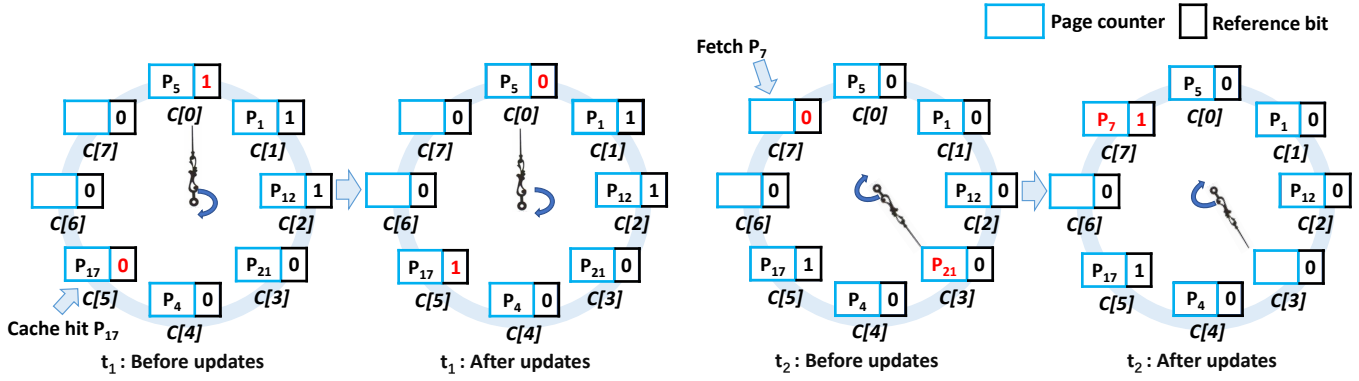 Page counter
Reference bit
Fetch P7
P5 1
C[0]
0
C[7]
P1 1
C[1]
0
C[6]
P12 1
C[2]
P17 0
C[5]
P21 0
C[3]
P4 0
C[4]
Cache hit P17
t1 : Before updates
P5 0
C[0]
0
C[7]
P1 1
C[1]
0
C[6]
P12 1
C[2]
P17 1
C[5]
P21 0
C[3]
P4 0
C[4]
t1 : After updates
P5 0
C[0]
0
C[7]
P1 0
C[1]
0
C[6]
P12 0
C[2]
P17 1
C[5]
P21 0
C[3]
P4 0
C[4]
t2 : Before updates
P5 0
C[0]
P7 1
C[7]
P1 0
C[1]
0
C[6]
P12 0
C[2]
P17 1
C[5]
0
C[3]
P4 0
C[4]
t2 : After updates